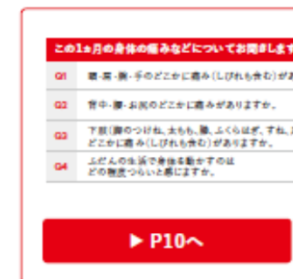 この1ヵ月の身体の痛みなどについてお聞きします
Q1 頭・肩・腕・手のどこかに痛み(しびれも含む)があ
Q2 背中・腰・お尻のどこかに痛みがありますか。
Q3 下肢(脚のつけね、太もも、膝、ふくらはぎ、すね、
どこかに痛み(しびれも含む)がありますか。
Q4 ふだんの生活で身体を動かすのは
どの程度つらいと感じますか。
▶ P10へ